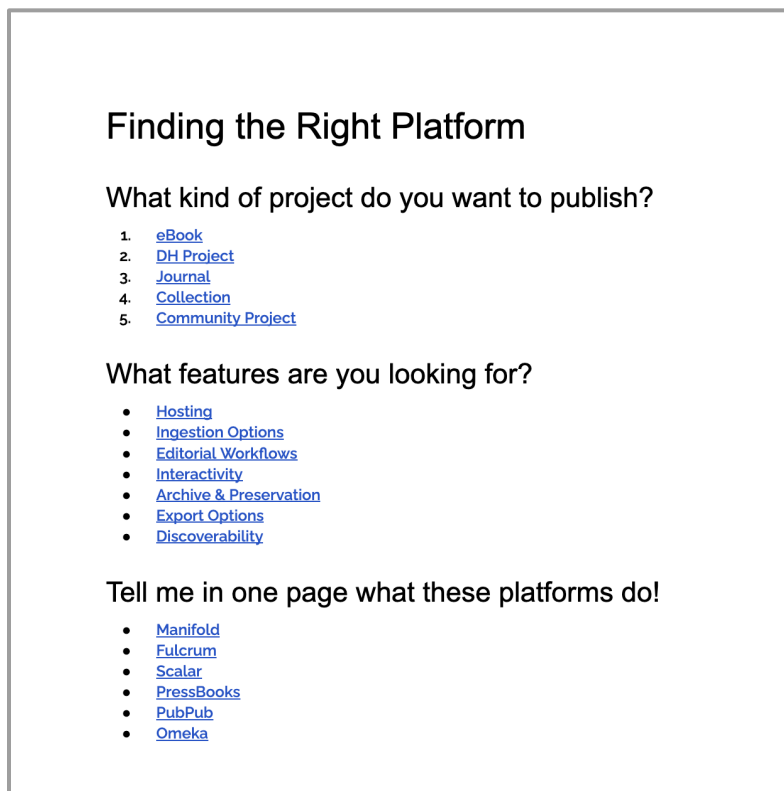 Finding the Right Platform
What kind of project do you want to publish?
1. eBook
2. DH Project
3. Journal
4. Collection
5. Community Project
What features are you looking for?
● Hosting
● Ingestion Options
● Editorial Workflows
● Interactivity
● Archive & Preservation
● Export Options
● Discoverability
Tell me in one page what these platforms do!
● Manifold
● Fulcrum
● Scalar
● PressBooks
● PubPub
● Omeka